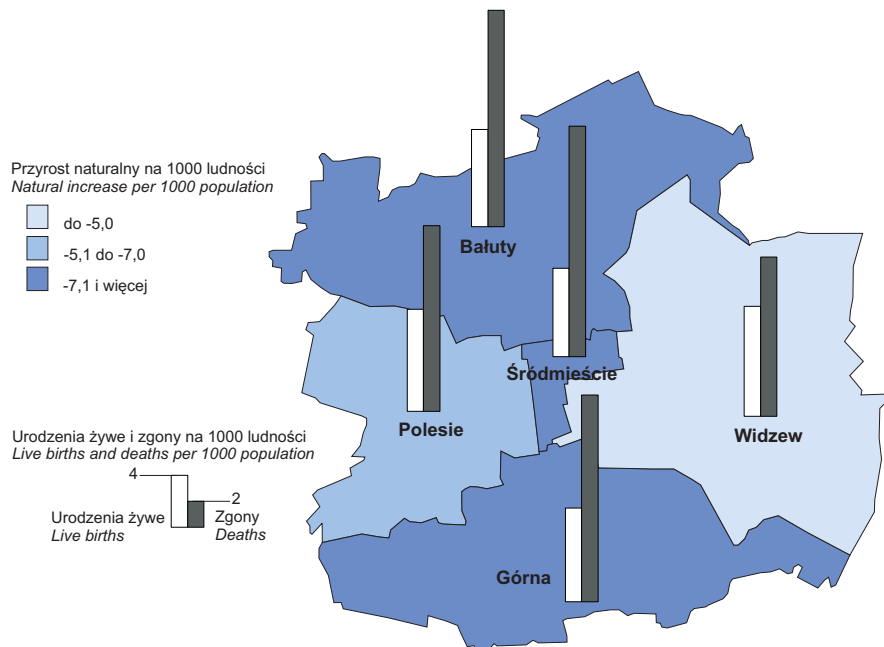 Przyrost naturalny na 1000 ludności
Natural increase per 1000 population
do -5,0
-5,1 do -7,0
-7,1 i więcej
Bałuty
Śródmieście
Polesie
Widzew
Górna
Urodzenia żywe i zgony na 1000 ludności
Live births and deaths per 1000 population
4
2
Urodzenia żywe
Live births
Zgony
Deaths